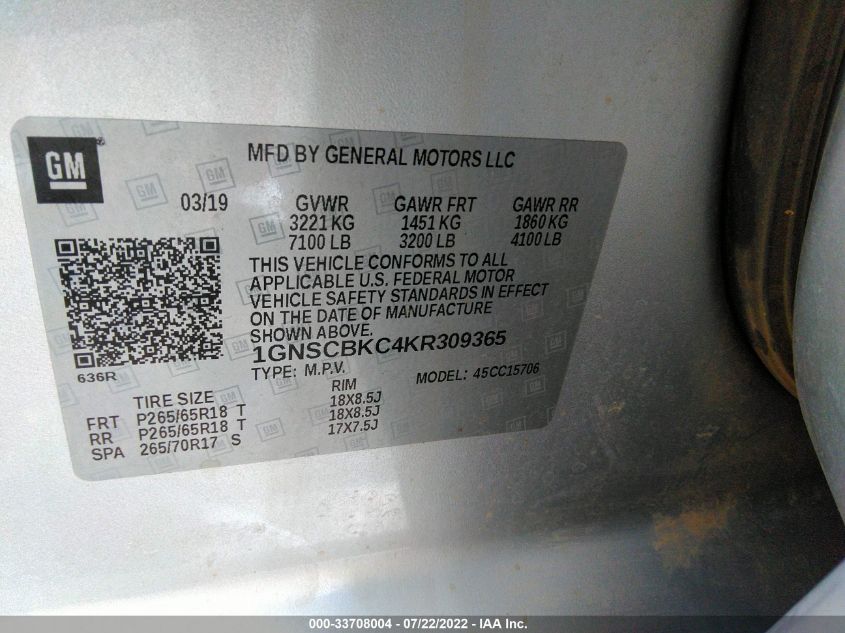 GM
MFD BY GENERAL MOTORS LLC
03/19 GVWR GAWR FRT GAWR RR
3221 KG 1451 KG 1860 KG
7100 LB 3200 LB 4100 LB
THIS VEHICLE CONFORMS TO ALL
APPLICABLE U.S. FEDERAL MOTOR
VEHICLE SAFETY STANDARDS IN EFFECT
ON THE DATE OF MANUFACTURE
SHOWN ABOVE.
1GNSCBKC4KR309365
636R TYPE: M.P.V. MODEL: 45CC15706
TIRE SIZE RIM
FRT P265/65R18 T 18X8.5J
RR P265/65R18 T 18X8.5J
SPA 265/70R17 S 17X7.5J
000-33708004 - 07/22/2022 - IAA Inc.